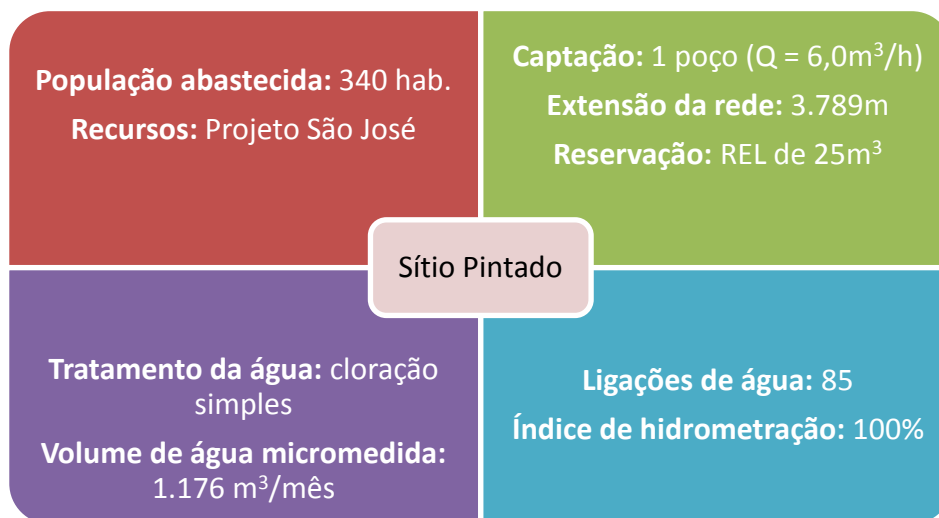 População abastecida: 340 hab.
Recursos: Projeto São José
Captação: 1 poço (Q = 6,0m³/h)
Extensão da rede: 3.789m
Reservação: REL de 25m³
Sítio Pintado
Tratamento da água: cloração
simples
Volume de água micromedida:
1.176 m³/mês
Ligações de água: 85
Índice de hidrometração: 100%